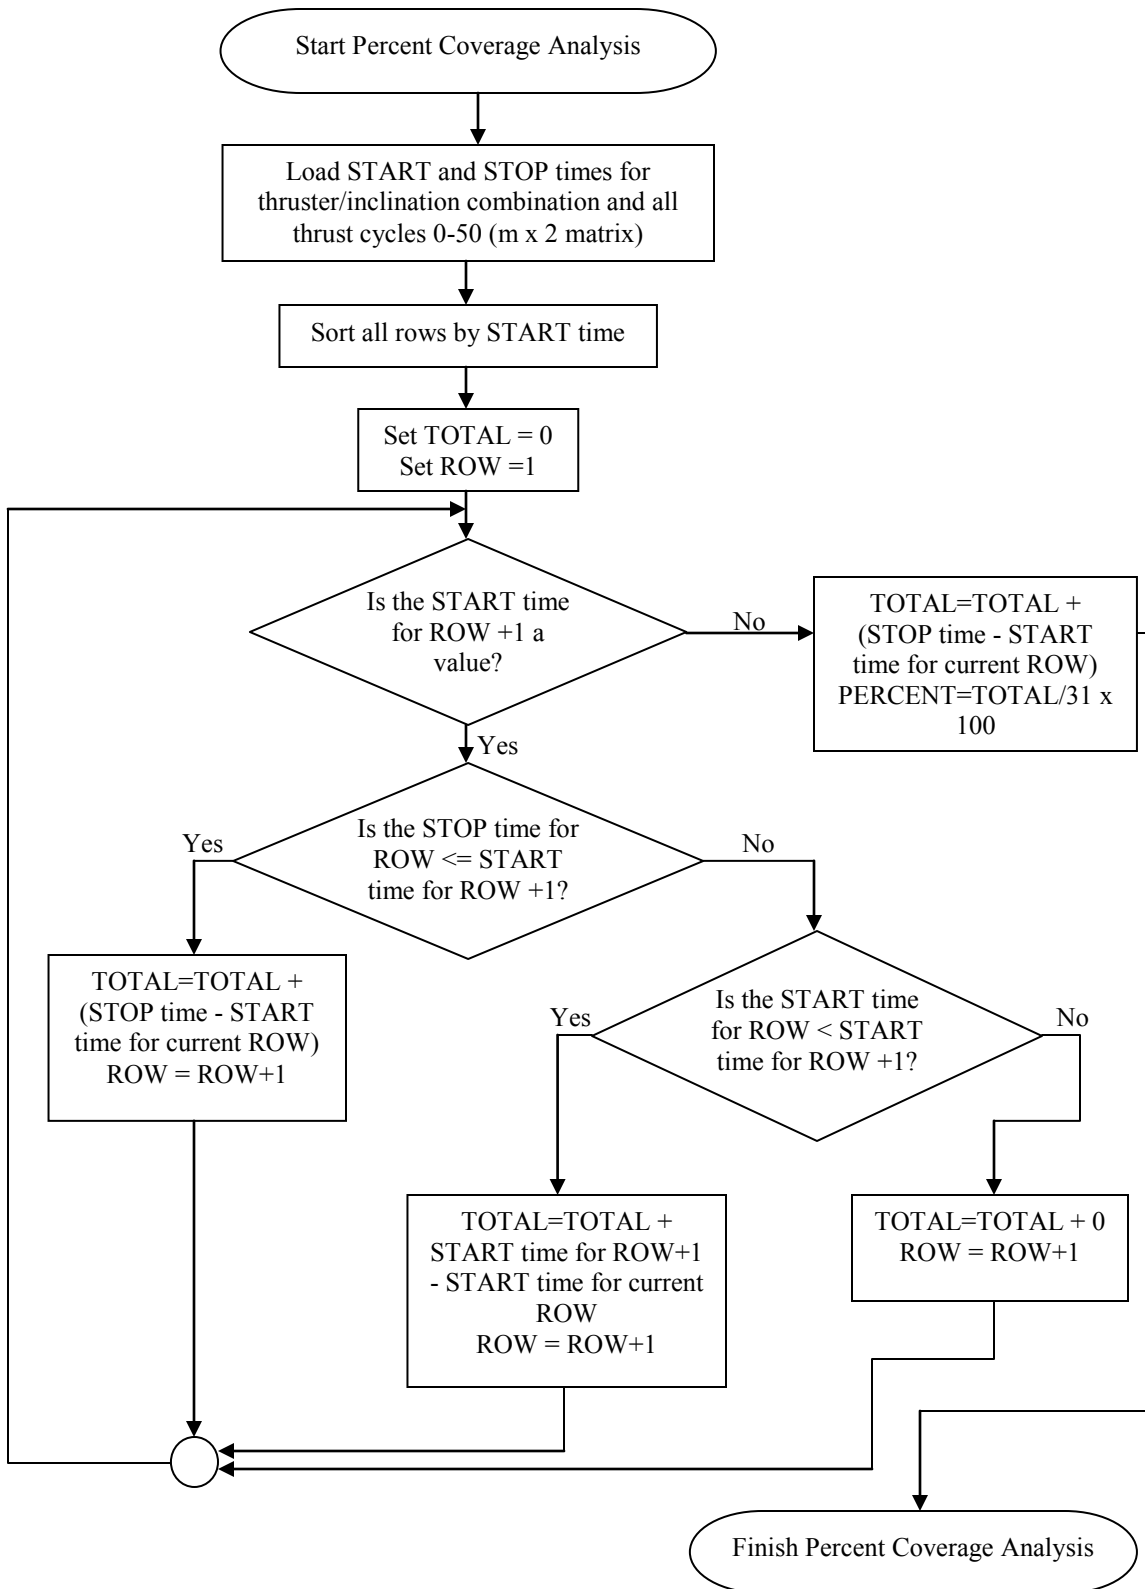 Start Percent Coverage Analysis
Load START and STOP times for
thruster/inclination combination and all
thrust cycles 0-50 (m x 2 matrix)
Sort all rows by START time
Set TOTAL = 0
Set ROW =1
Is the START time
for ROW +1 a
value?
No
TOTAL=TOTAL +
(STOP time - START
time for current ROW)
PERCENT=TOTAL/31 x
100
Yes
Is the STOP time for
ROW <= START
time for ROW +1?
Yes
No
TOTAL=TOTAL +
(STOP time - START
time for current ROW)
ROW = ROW+1
Is the START time
for ROW < START
time for ROW +1?
Yes
No
TOTAL=TOTAL +
START time for ROW+1
- START time for current
ROW
ROW = ROW+1
TOTAL=TOTAL + 0
ROW = ROW+1
Finish Percent Coverage Analysis